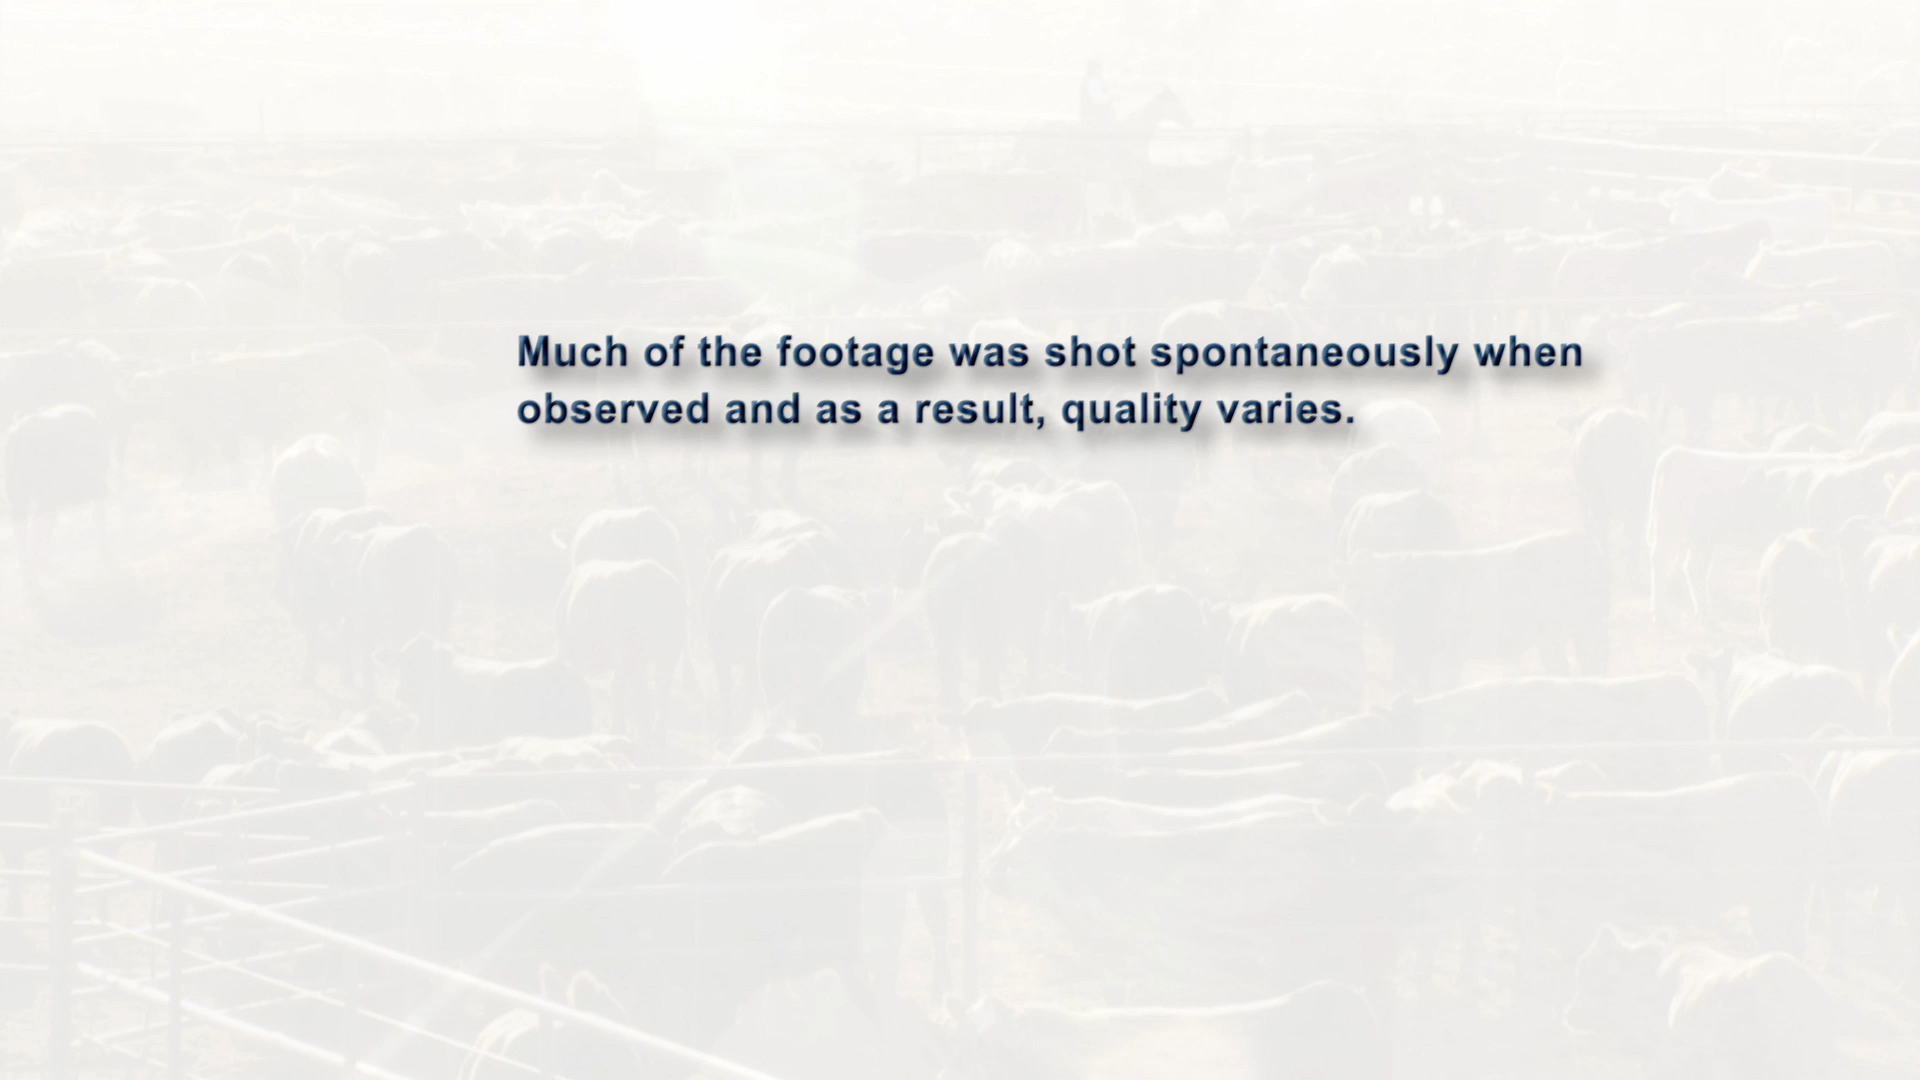 Much of the footage was shot spontaneously when
observed and as a result, quality varies.